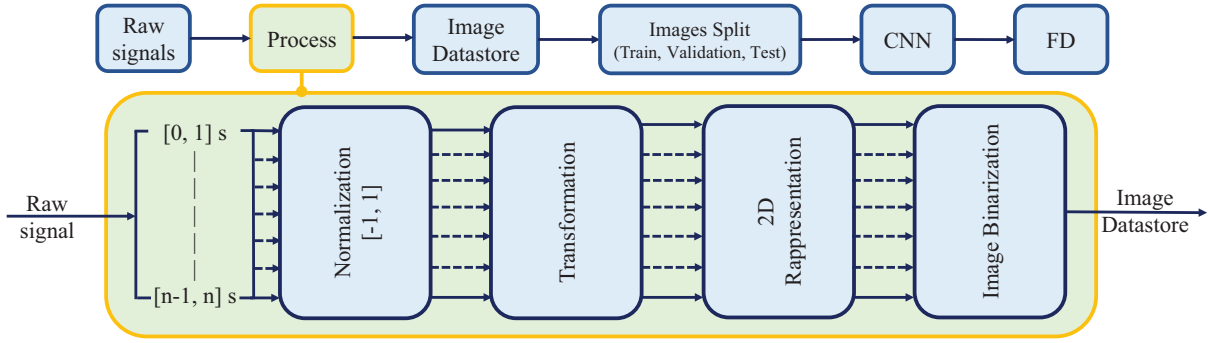 Raw
signals
Process
Image
Datastore
Images Split
(Train, Validation, Test)
CNN
FD
Raw
signal
[0, 1] s
[n-1, n] s
Normalization
[-1, 1]
Transformation
2D
Rappresentation
Image Binarization
Image
Datastore